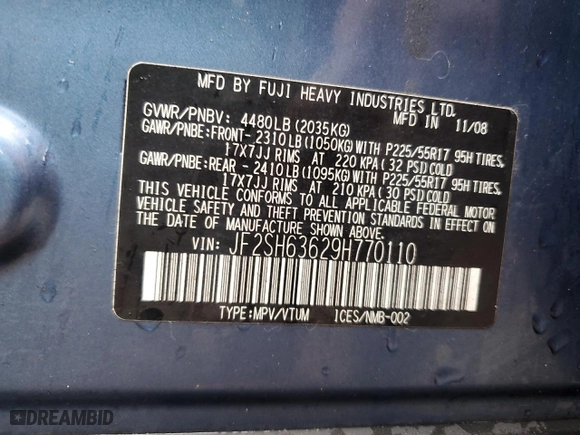 MFD BY FUJI HEAVY INDUSTRIES LTD.
GVWR/PNBV: 4480LB (2035KG) IN 11/08
GAWR/PNBE:FRONT- 2310 LB (1050KG) WITH P225/55R17 95H TIRES,
17X7JJ RIMS AT 220 KPA ( 32 PSI) COLD
GAWR/PNBE:REAR - 2410 LB (1095KG) WITH P225/55R17 95H TIRES,
17X7JJ RIMS AT 210 KPA ( 30 PSI) COLD
THIS VEHICLE CONFORMS TO ALL APPLICABLE FEDERAL MOTOR
VEHICLE SAFETY AND THEFT PREVENTION STANDARDS IN EFFECT ON
THE DATE OF MANUFACTURE SHOWN ABOVE.
VIN: JF2SH63629H770110
TYPE:MPV/VTUM ICES/NMB-002
DREAMBID